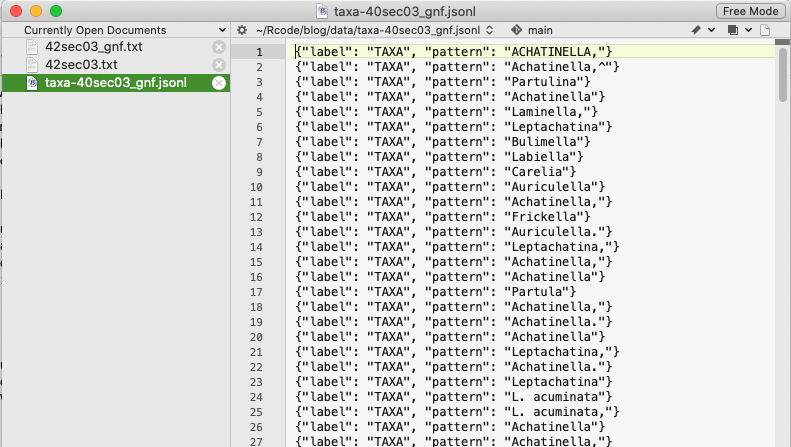 taxa-40sec03_gnf.jsonl
Free Mode
Currently Open Documents
~/Rcode/blog/data/taxa-40sec03_gnf.jsonl
main
42sec03_gnf.txt
42sec03.txt
taxa-40sec03_gnf.jsonl
1 {"label": "TAXA", "pattern": "ACHATINELLA,"}
2 {"label": "TAXA", "pattern": "Achatinella,^"}
3 {"label": "TAXA", "pattern": "Partulina"}
4 {"label": "TAXA", "pattern": "Achatinella"}
5 {"label": "TAXA", "pattern": "Laminella,"}
6 {"label": "TAXA", "pattern": "Leptachatina"}
7 {"label": "TAXA", "pattern": "Bulimella"}
8 {"label": "TAXA", "pattern": "Labiella"}
9 {"label": "TAXA", "pattern": "Carelia"}
10 {"label": "TAXA", "pattern": "Auriculella"}
11 {"label": "TAXA", "pattern": "Achatinella,"}
12 {"label": "TAXA", "pattern": "Frickella"}
13 {"label": "TAXA", "pattern": "Auriculella."}
14 {"label": "TAXA", "pattern": "Leptachatina,"}
15 {"label": "TAXA", "pattern": "Achatinella,"}
16 {"label": "TAXA", "pattern": "Achatinella"}
17 {"label": "TAXA", "pattern": "Partula"}
18 {"label": "TAXA", "pattern": "Achatinella,"}
19 {"label": "TAXA", "pattern": "Achatinella."}
20 {"label": "TAXA", "pattern": "Achatinella"}
21 {"label": "TAXA", "pattern": "Leptachatina,"}
22 {"label": "TAXA", "pattern": "Achatinella."}
23 {"label": "TAXA", "pattern": "Leptachatina"}
24 {"label": "TAXA", "pattern": "L. acuminata"}
25 {"label": "TAXA", "pattern": "L. acuminata,"}
26 {"label": "TAXA", "pattern": "Achatinella"}
27 {"label": "TAXA", "pattern": "Achatinella,"}